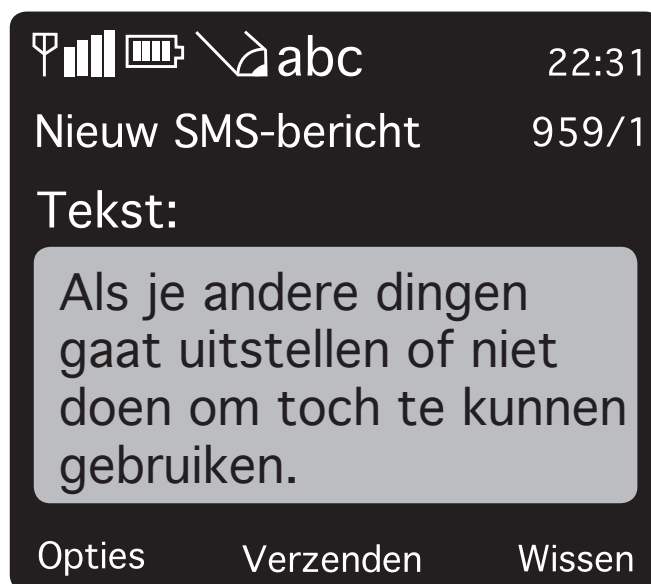 abc 22:31
Nieuw SMS-bericht 959/1
Tekst:
Als je andere dingen
gaat uitstellen of niet
doen om toch te kunnen
gebruiken.
Opties Verzenden Wissen